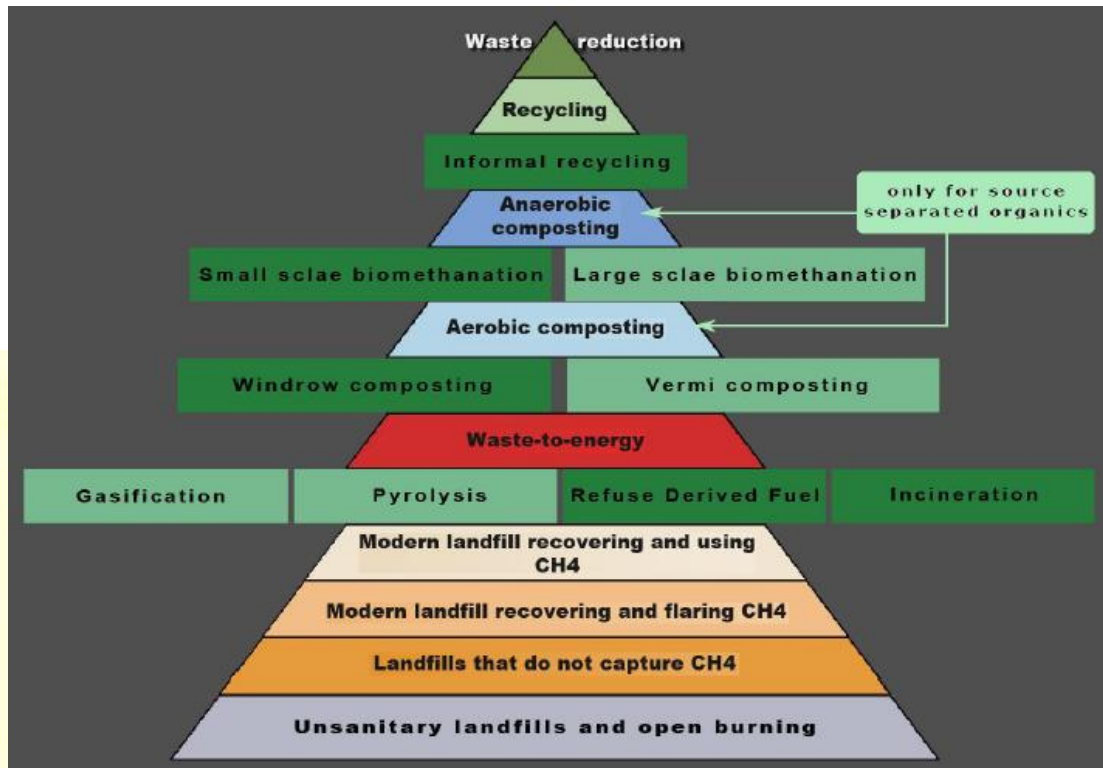 Waste reduction
Recycling
Informal recycling
only for source
separated organics
Anaerobic
composting
Small sclae biomethanation
Large sclae biomethanation
Aerobic composting
Windrow composting
Vermi composting
Waste-to-energy
Gasification
Pyrolysis
Refuse Derived Fuel
Incineration
Modern landfill recovering and using
CH4
Modern landfill recovering and flaring CH4
Landfills that do not capture CH4
Unsanitary landfills and open burning